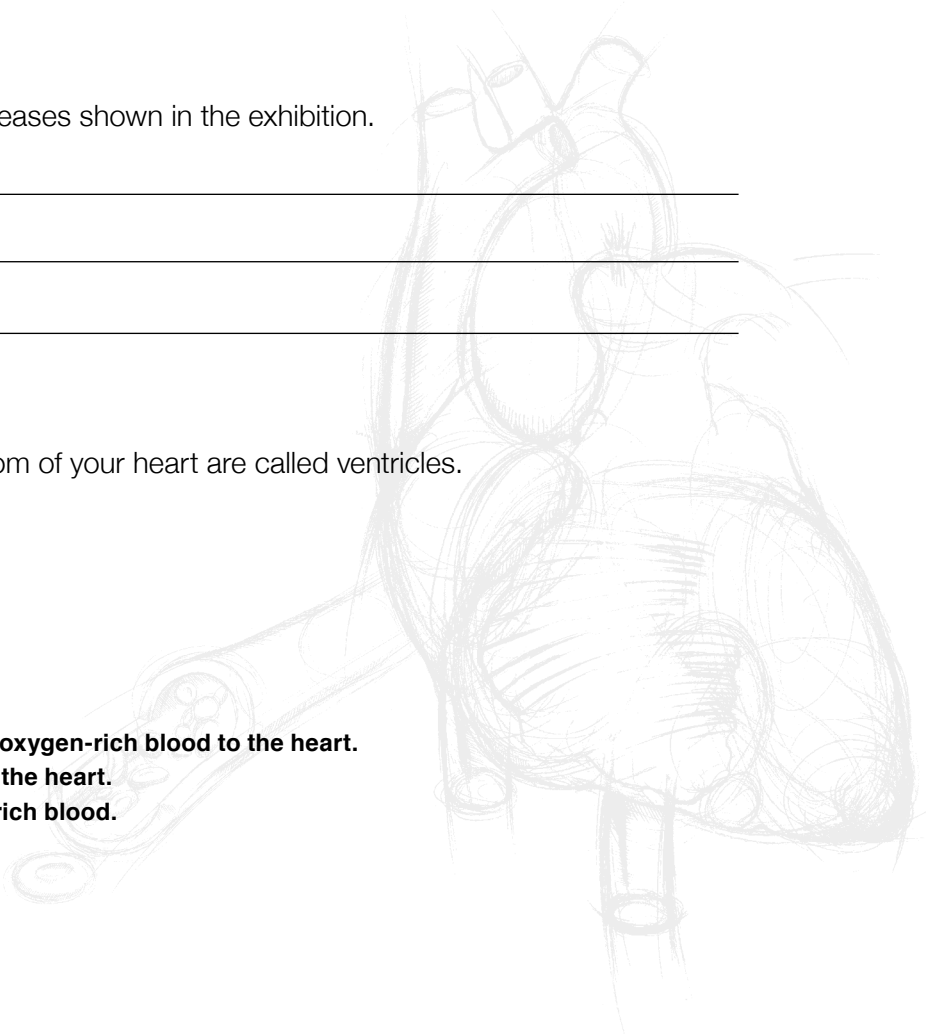 eases shown in the exhibition.
om of your heart are called ventricles.
oxygen-rich blood to the heart.
the heart.
rich blood.